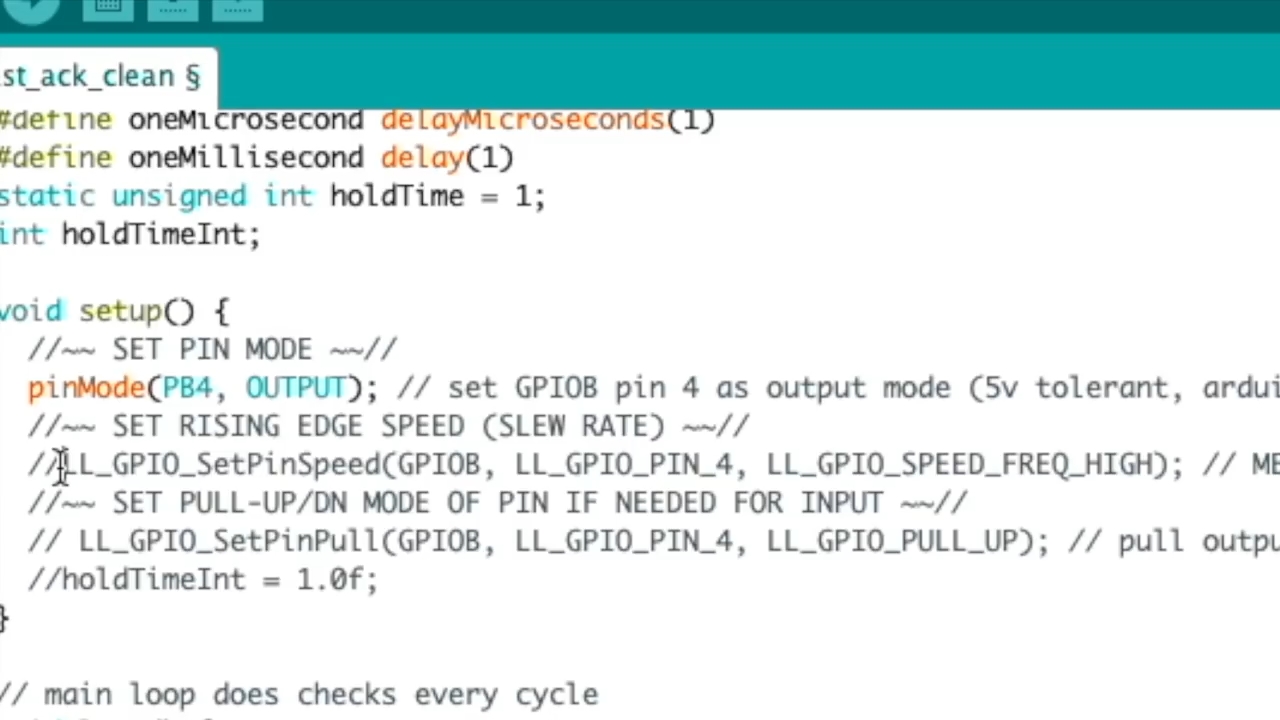 st_ack_clean §
#define oneMicrosecond delayMicroseconds(1)
#define oneMillisecond delay(1)
static unsigned int holdTime = 1;
int holdTimeInt;
void setup() {
//~~ SET PIN MODE ~~//
pinMode(PB4, OUTPUT); // set GPIOB pin 4 as output mode (5v tolerant, ardui
//~~ SET RISING EDGE SPEED (SLEW RATE) ~~//
//LL_GPIO_SetPinSpeed(GPIOB, LL_GPIO_PIN_4, LL_GPIO_SPEED_FREQ_HIGH); // ME
//~~ SET PULL-UP/DN MODE OF PIN IF NEEDED FOR INPUT ~~//
// LL_GPIO_SetPinPull(GPIOB, LL_GPIO_PIN_4, LL_GPIO_PULL_UP); // pull outpu
//holdTimeInt = 1.0f;
}
// main loop does checks every cycle